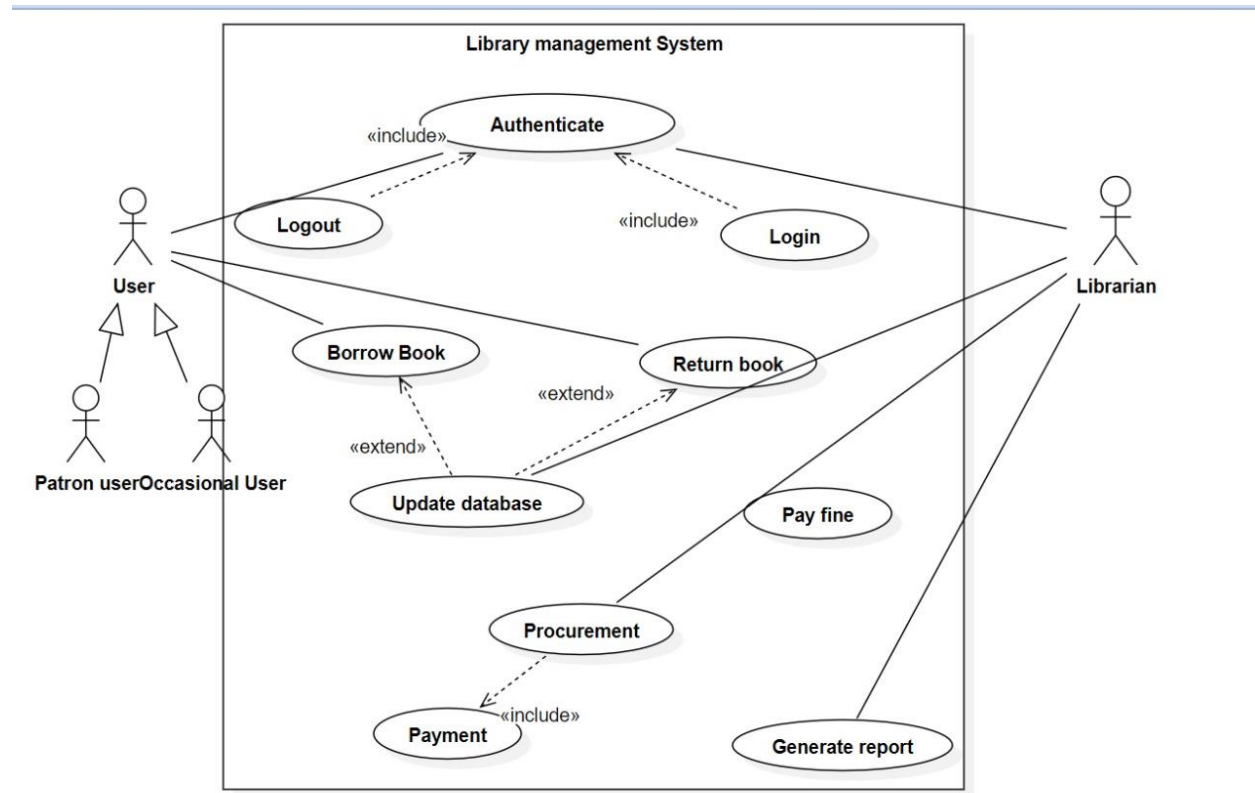 Library management System
Authenticate
«include»
Logout
«include»
Login
User
Librarian
Borrow Book
Return book
«extend»
«extend»
Patron userOccasional User
Update database
Pay fine
Procurement
«include»
Payment
Generate report